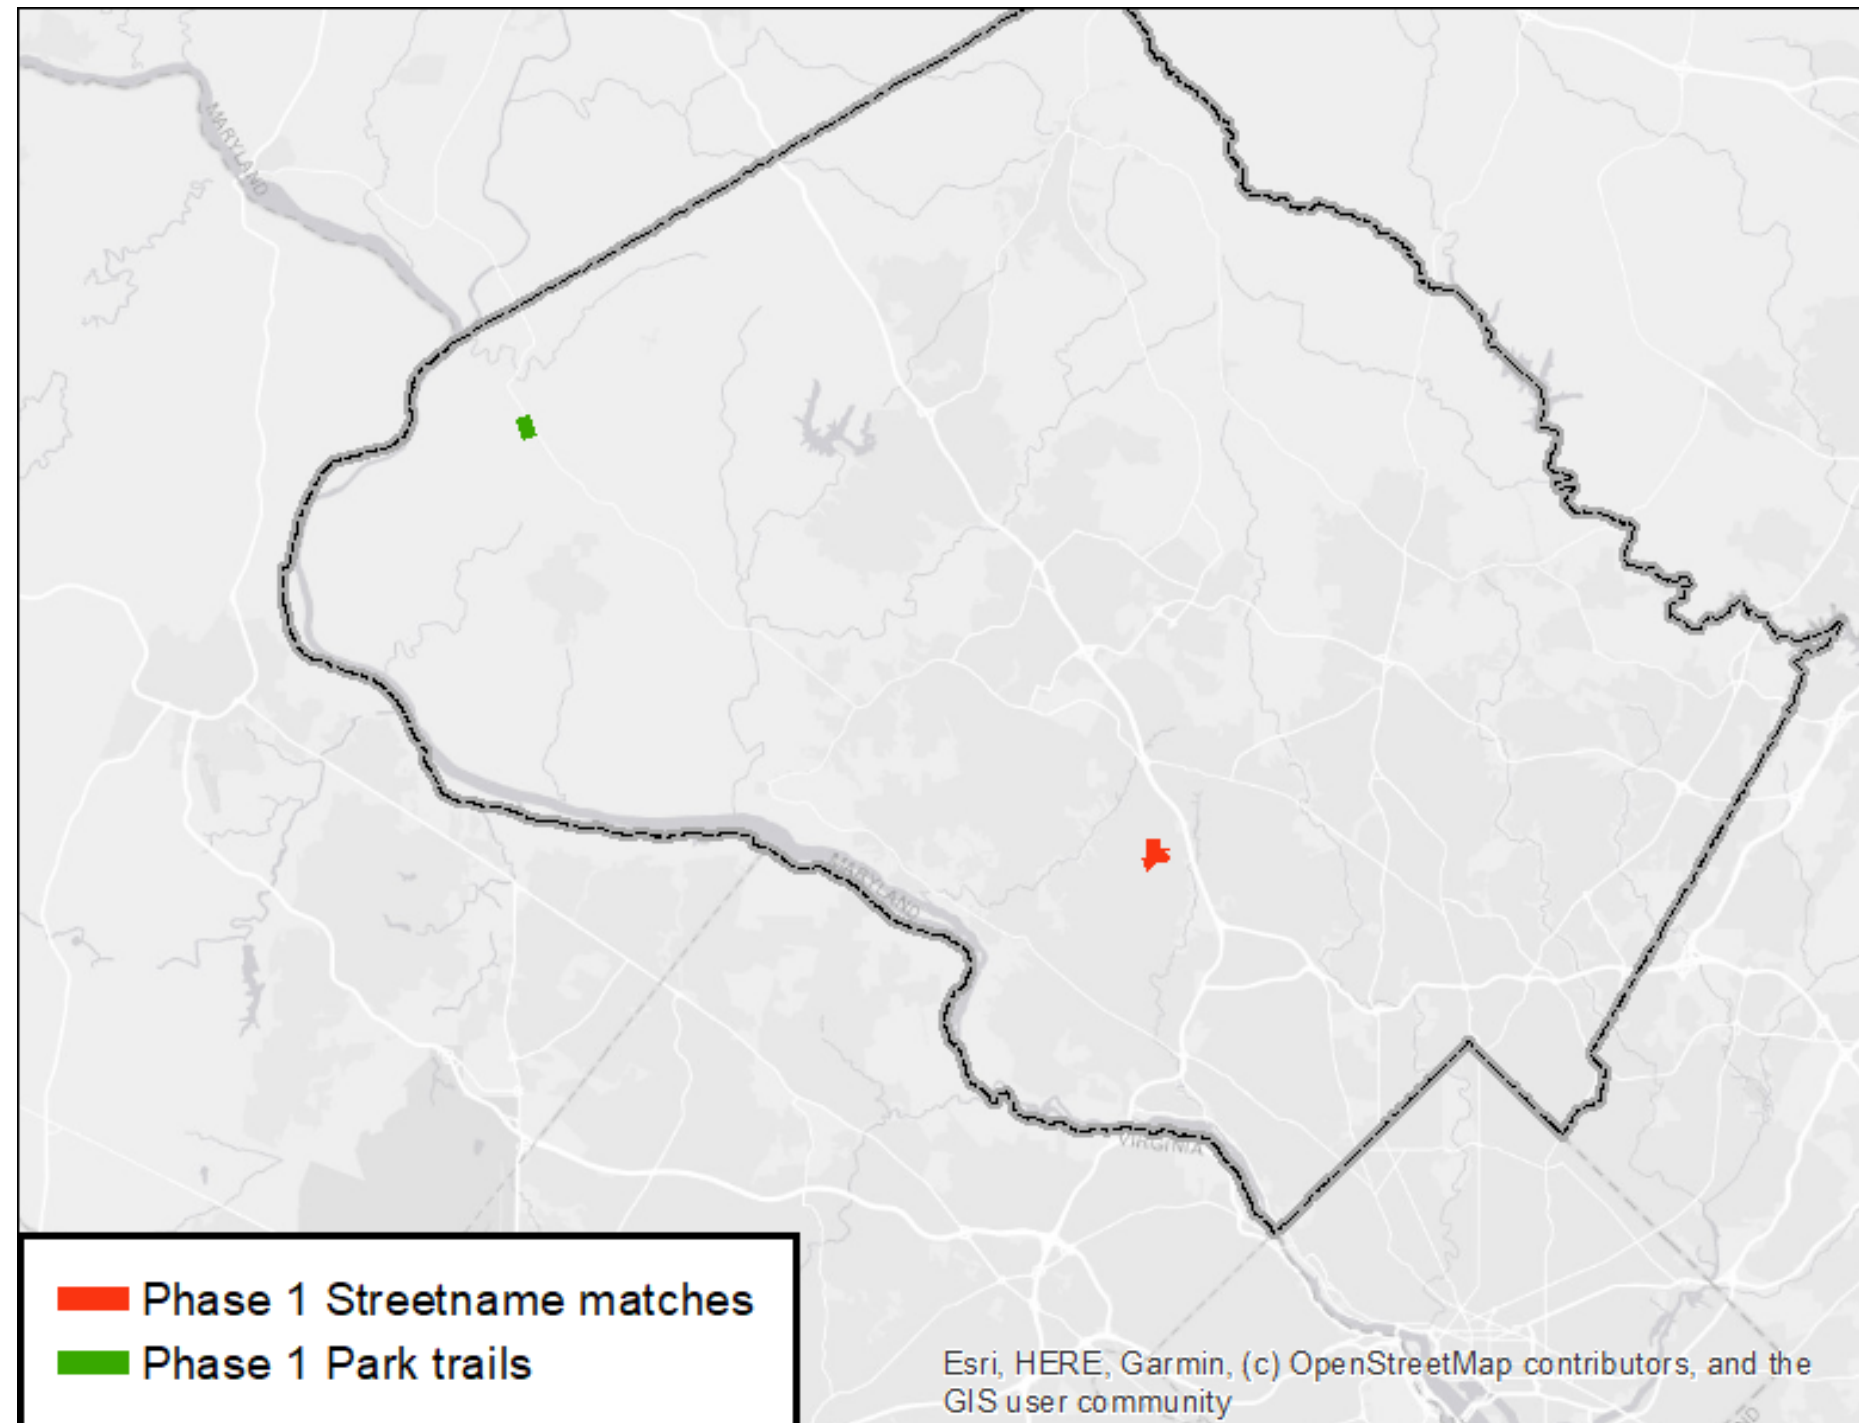 MARYLAND
MARYLAND
VIRGINIA
Phase 1 Streetname matches
Phase 1 Park trails
Esri, HERE, Garmin, (c) OpenStreetMap contributors, and the
GIS user community